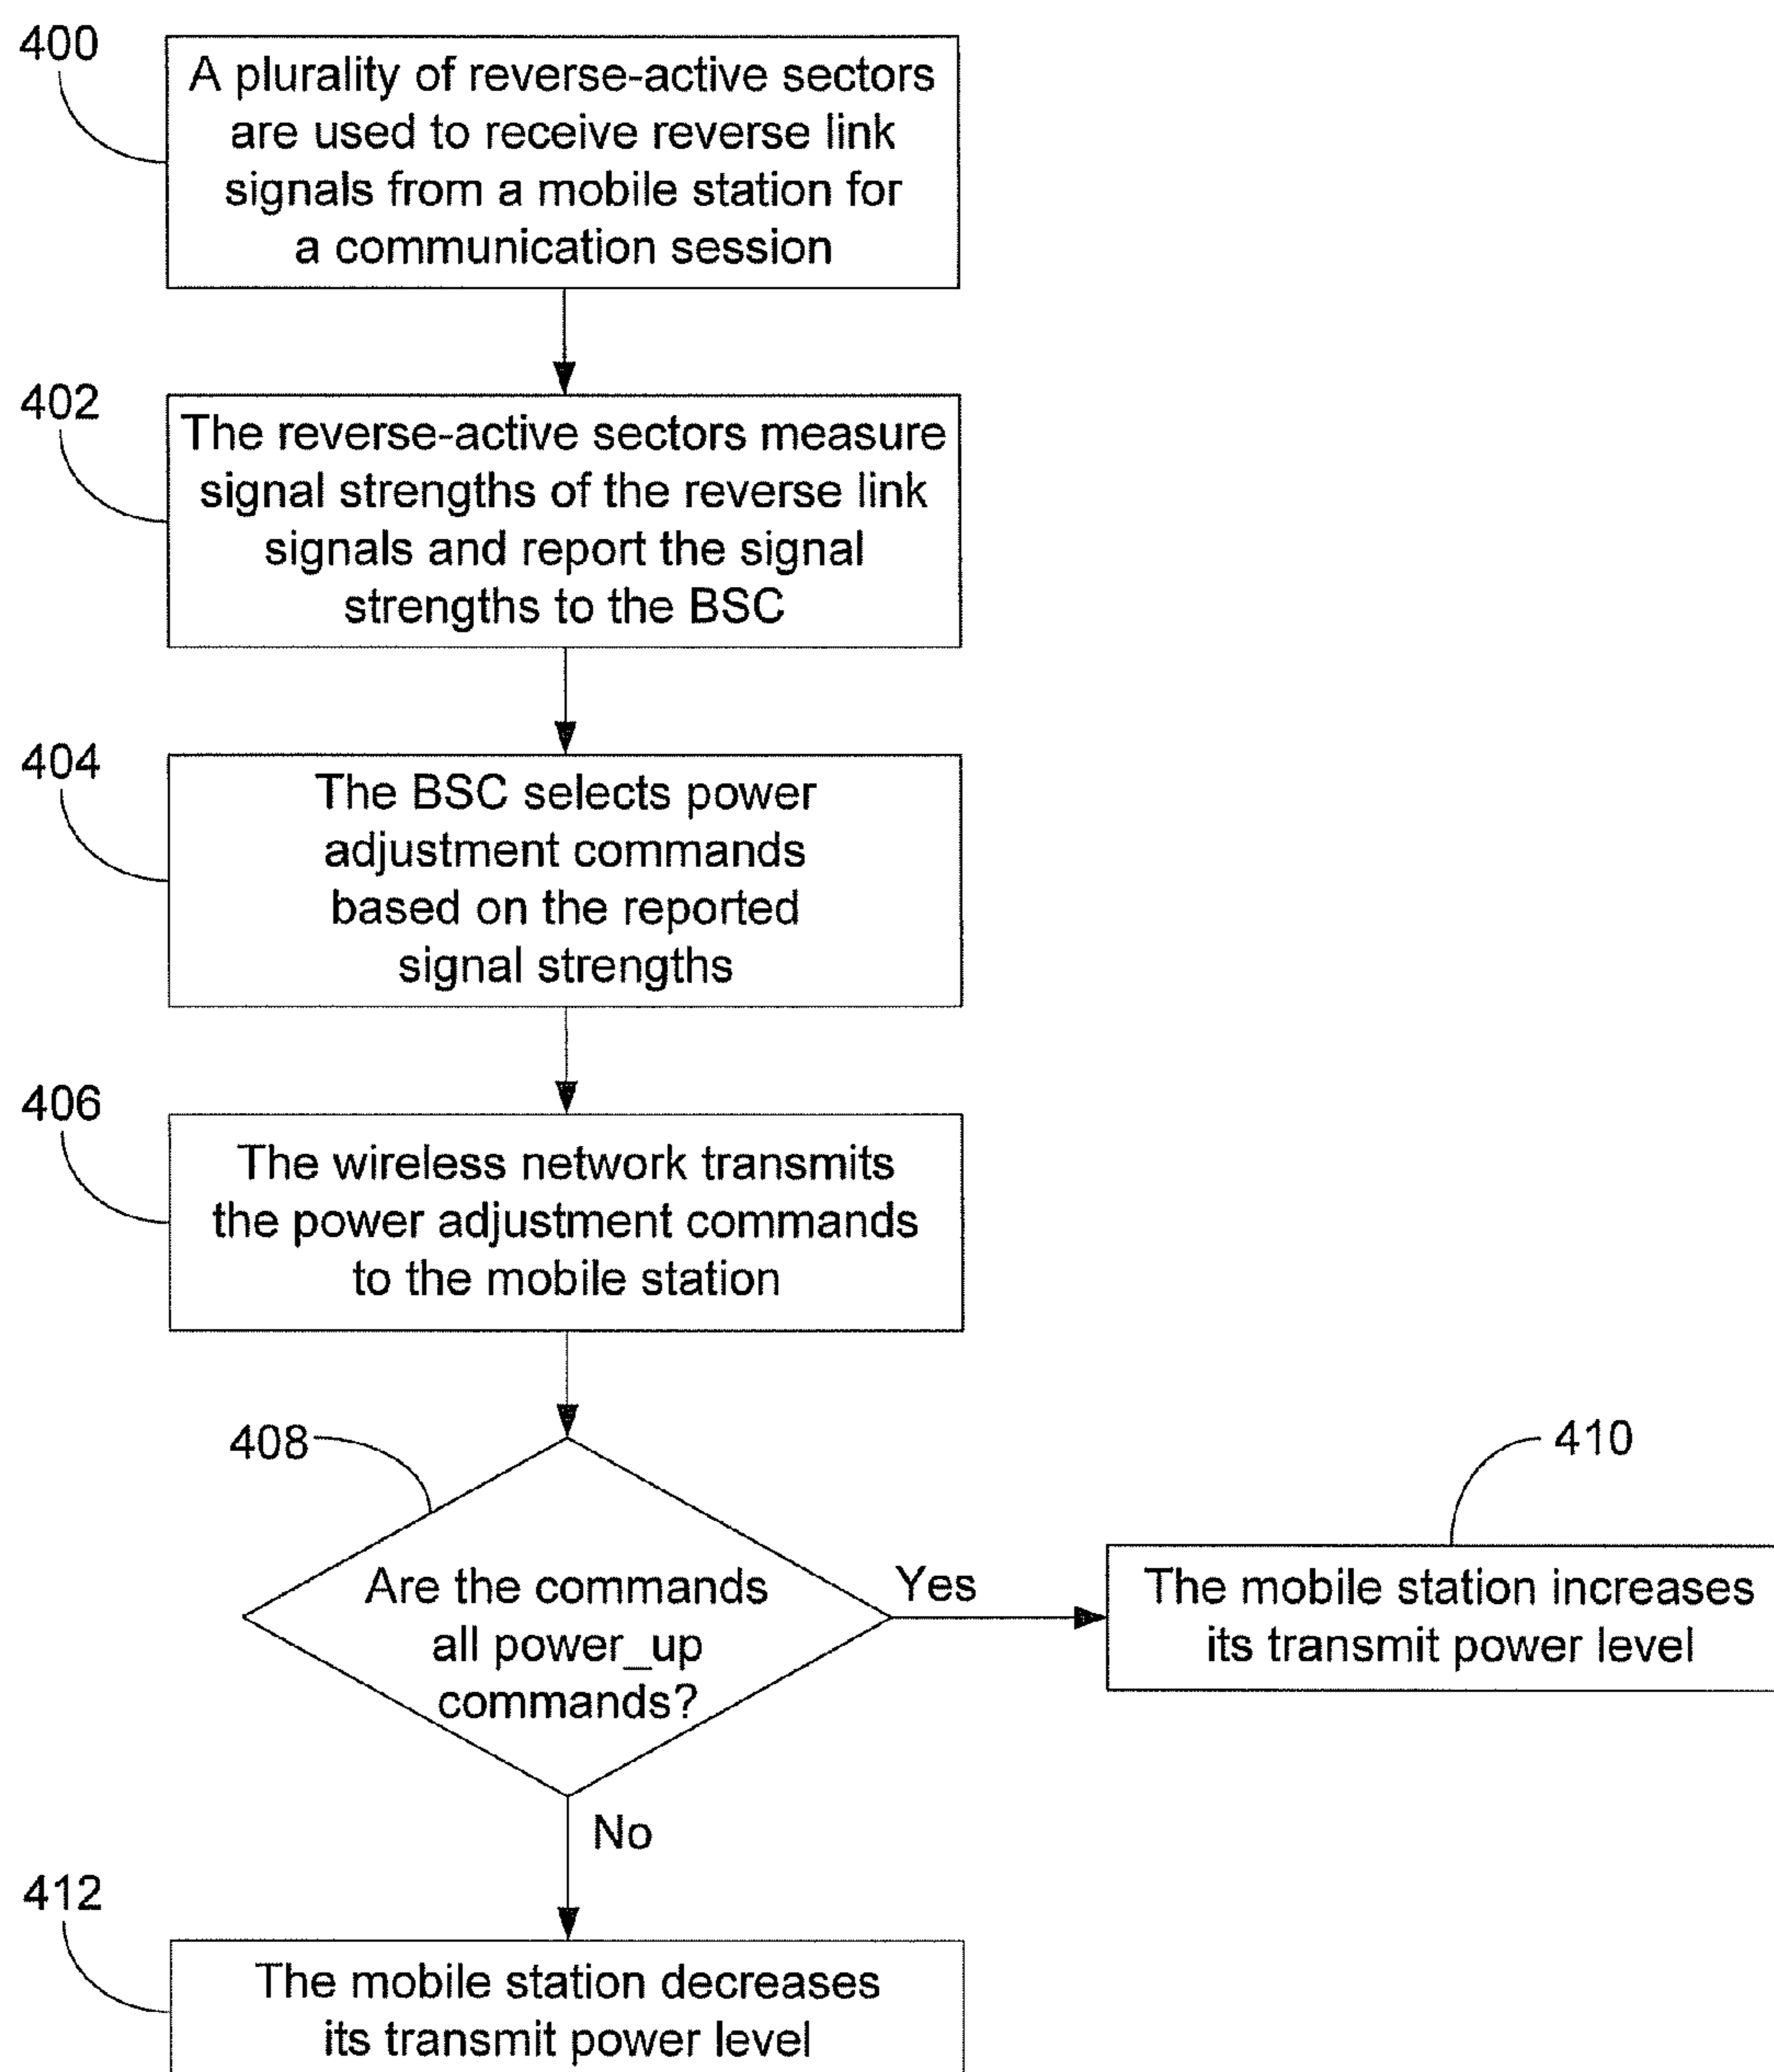 400
A plurality of reverse-active sectors
are used to receive reverse link
signals from a mobile station for
a communication session
402
The reverse-active sectors measure
signal strengths of the reverse link
signals and report the signal
strengths to the BSC
404
The BSC selects power
adjustment commands
based on the reported
signal strengths
406
The wireless network transmits
the power adjustment commands
to the mobile station
408
Are the commands
all power_up
commands?
Yes
410
The mobile station increases
its transmit power level
No
412
The mobile station decreases
its transmit power level